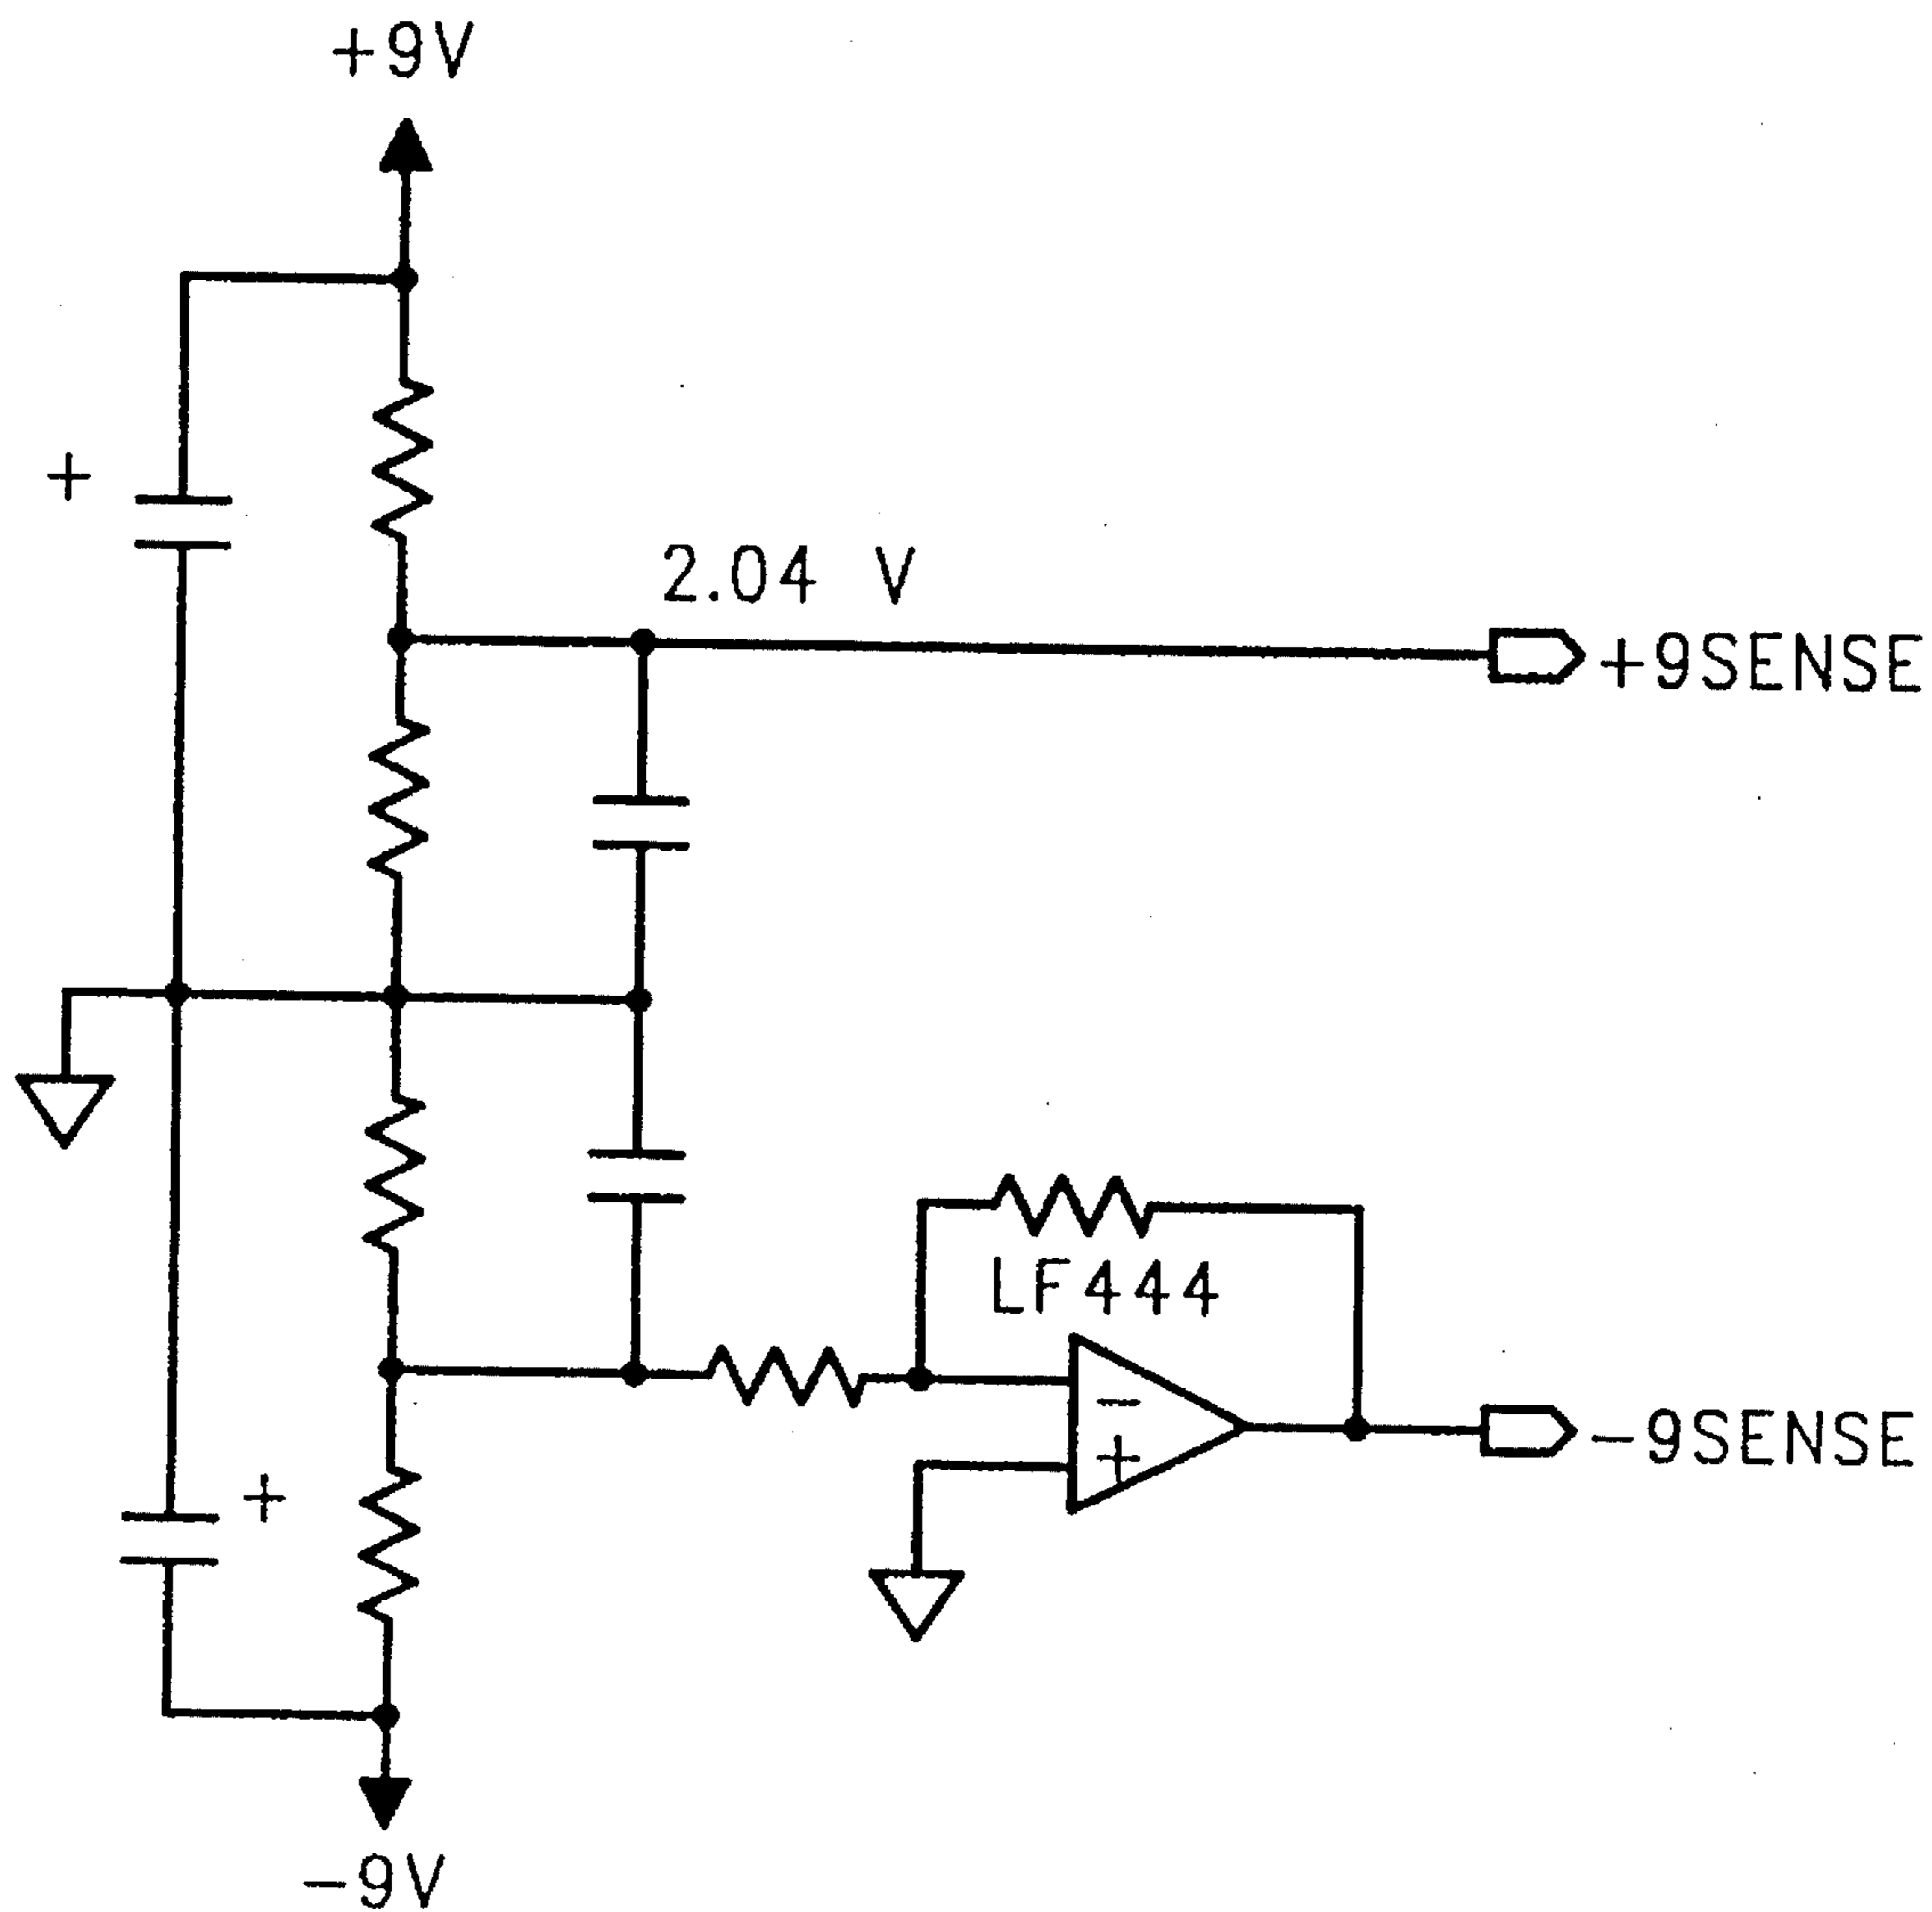 +9V
+
2.04 V
+9SENSE
LF444
-
+
-9SENSE
+
-9V